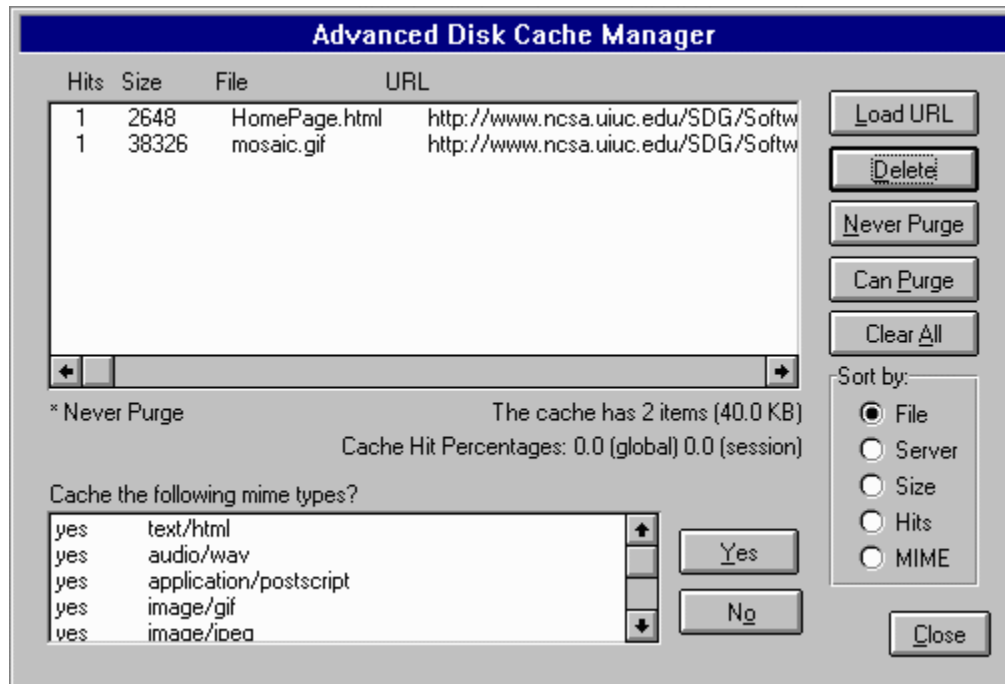 Advanced Disk Cache Manager
Hits Size File URL
1 2648 HomePage.html http://www.ncsa.uiuc.edu/SDG/Softw
1 38326 mosaic.gif http://www.ncsa.uiuc.edu/SDG/Softw
Load URL
Delete
Never Purge
Can Purge
Clear All
* Never Purge The cache has 2 items (40.0 KB)
Cache Hit Percentages: 0.0 (global) 0.0 (session)
Sort by:
File
Server
Size
Hits
MIME
Cache the following mime types?
yes text/html
yes audio/wav
yes application/postscript
yes image/gif
yes image/jpeg
Yes
No
Close